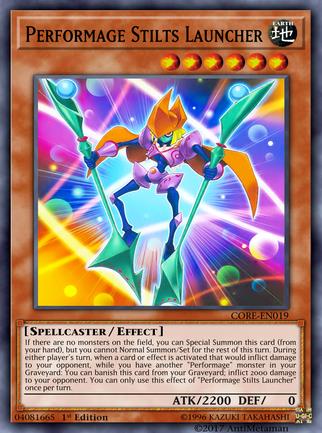 PERFORMAGE STILTS LAUNCHER
EARTH
地
CORE-EN019
[SPELLCASTER / EFFECT]
If there are no monsters on the field, you can Special Summon this card (from
your hand), but you cannot Normal Summon/Set for the rest of this turn. During
either player's turn, when a card or effect is activated that would inflict
damage to your opponent, while you have another "Performage" monster in your
Graveyard: You can banish this card from your Graveyard; inflict 2000 damage
to your opponent. You can only use this effect of "Performage Stilts Launcher"
once per turn.
ATK/2200 DEF/ 0
04081665 1st Edition ©1996 KAZUKI TAKAHASHI
©2017 AntiMetaman